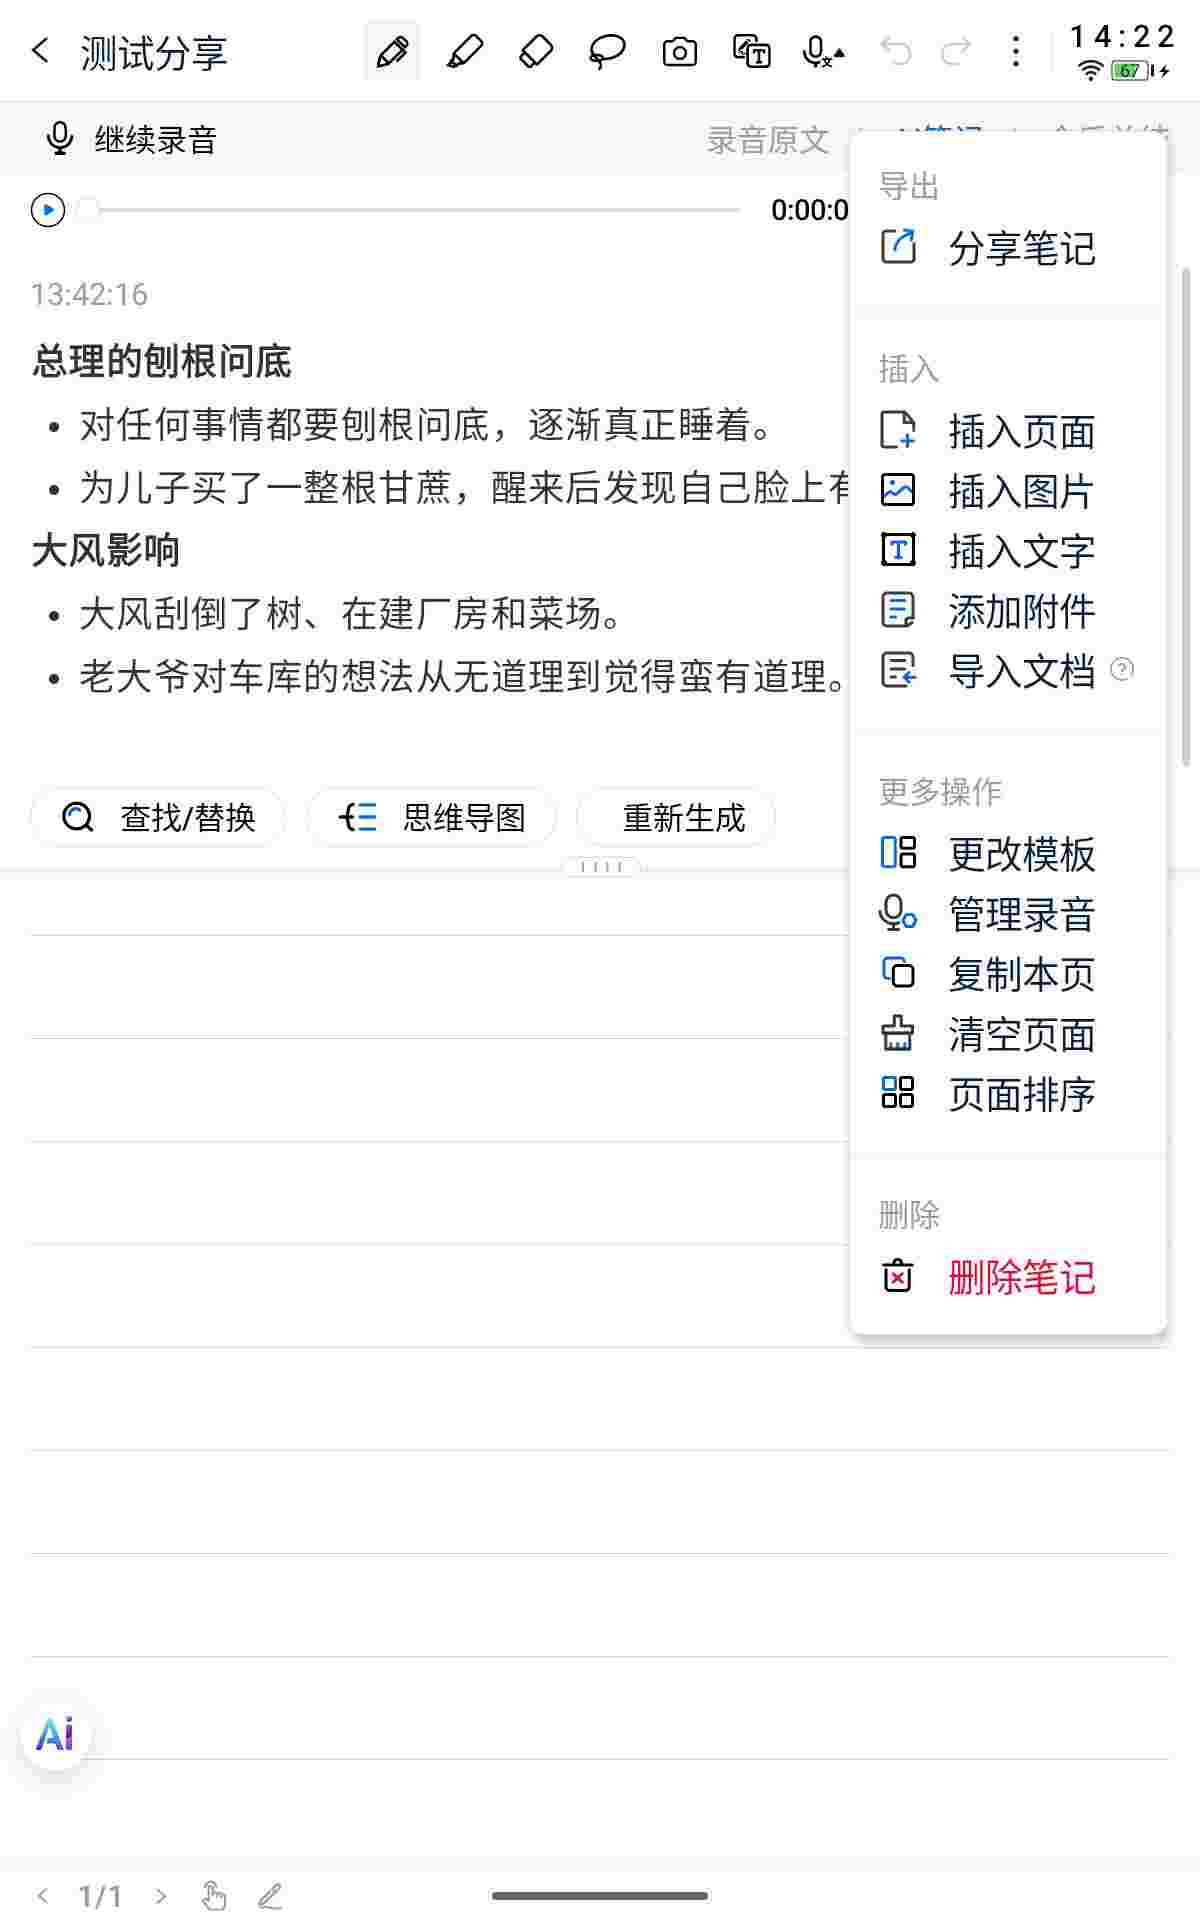 测试分享
14:22
67
继续录音
录音原文
0:00:0
13:42:16
总理的刨根问底
• 对任何事情都要刨根问底，逐渐真正睡着。
• 为儿子买了一整根甘蔗，醒来后发现自己脸上有
大风影响
• 大风刮倒了树、在建厂房和菜场。
• 老大爷对车库的想法从无道理到觉得蛮有道理。
查找/替换
思维导图
重新生成
导出
分享笔记
插入
插入页面
插入图片
插入文字
添加附件
导入文档
更多操作
更改模板
管理录音
复制本页
清空页面
页面排序
删除
删除笔记
Ai
1/1